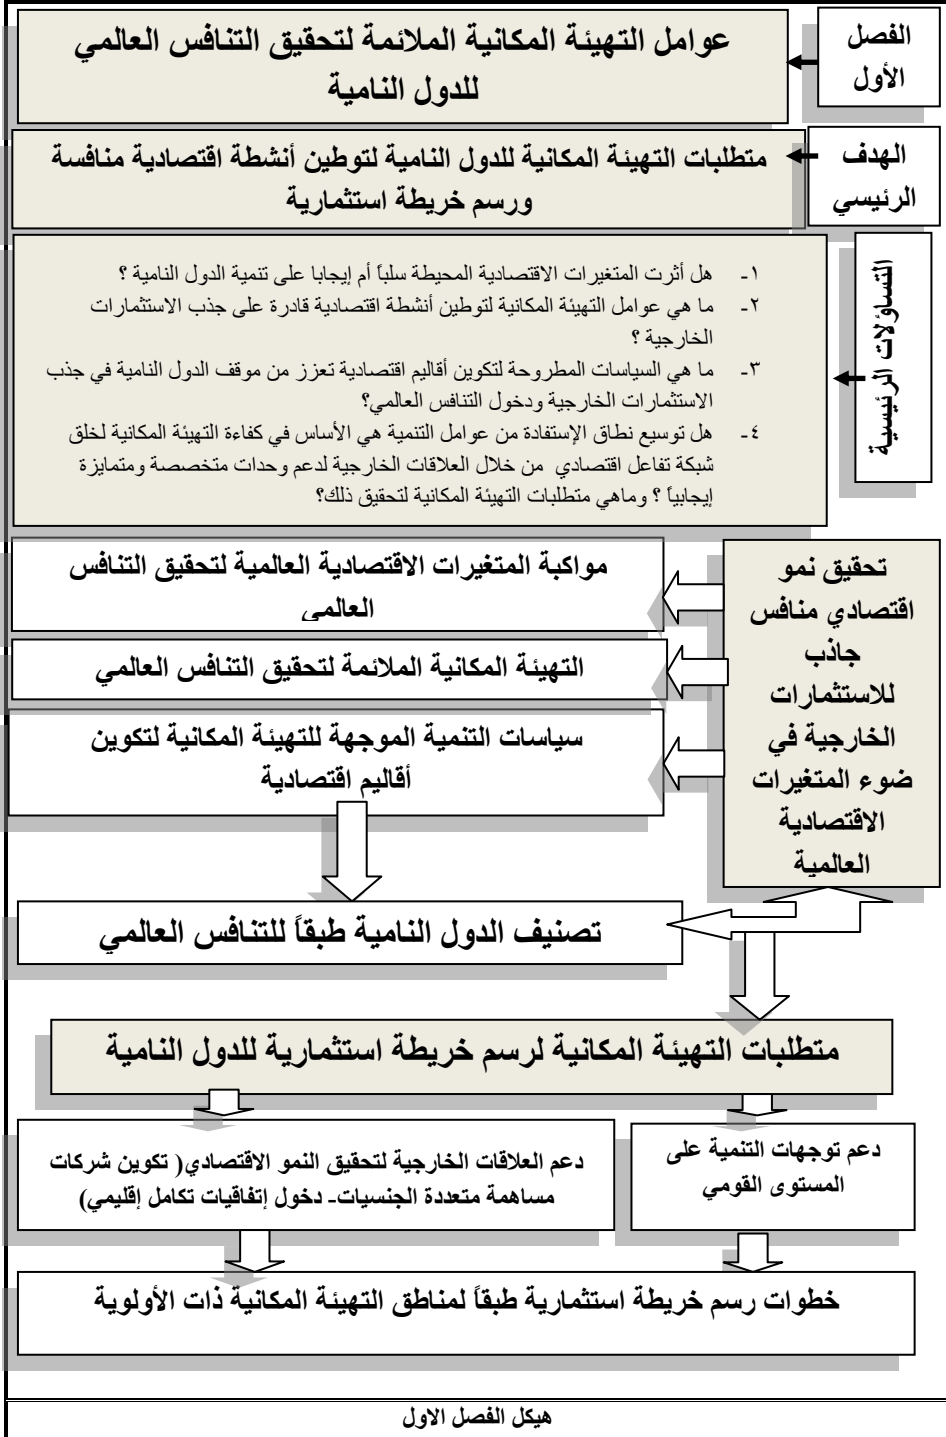 الفصل
الأول
عوامل التهيئة المكانية الملائمة لتحقيق التنافس العالمي
للدول النامية
الهدف
الرئيسي
متطلبات التهيئة المكانية للدول النامية لتوطين أنشطة اقتصادية منافسة
ورسم خريطة استثمارية
التساؤلات الرئيسية
١- هل أثرت المتغيرات الاقتصادية المحيطة سلباً أم إيجابا على تنمية الدول النامية ؟
٢- ما هي عوامل التهيئة المكانية لتوطين أنشطة اقتصادية قادرة على جذب الاستثمارات
الخارجية ؟
٣- ما هي السياسات المطروحة لتكوين أقاليم اقتصادية تعزز من موقف الدول النامية في جذب
الاستثمارات الخارجية ودخول التنافس العالمي؟
٤- هل توسيع نطاق الإستفادة من عوامل التنمية هي الأساس في كفاءة التهيئة المكانية لخلق
شبكة تفاعل اقتصادي من خلال العلاقات الخارجية لدعم وحدات متخصصة ومتمايزة
إيجابياً ؟ وماهي متطلبات التهيئة المكانية لتحقيق ذلك؟
تحقيق نمو
اقتصادي منافس
جاذب
للاستثمارات
الخارجية في
ضوء المتغيرات
الاقتصادية
العالمية
مواكبة المتغيرات الاقتصادية العالمية لتحقيق التنافس
العالمي
التهيئة المكانية الملائمة لتحقيق التنافس العالمي
سياسات التنمية الموجهة للتهيئة المكانية لتكوين
أقاليم اقتصادية
تصنيف الدول النامية طبقاً للتنافس العالمي
متطلبات التهيئة المكانية لرسم خريطة استثمارية للدول النامية
دعم توجهات التنمية على
المستوى القومي
دعم العلاقات الخارجية لتحقيق النمو الاقتصادي( تكوين شركات
مساهمة متعددة الجنسيات- دخول إتفاقيات تكامل إقليمي)
خطوات رسم خريطة استثمارية طبقاً لمناطق التهيئة المكانية ذات الأولوية
هيكل الفصل الاول